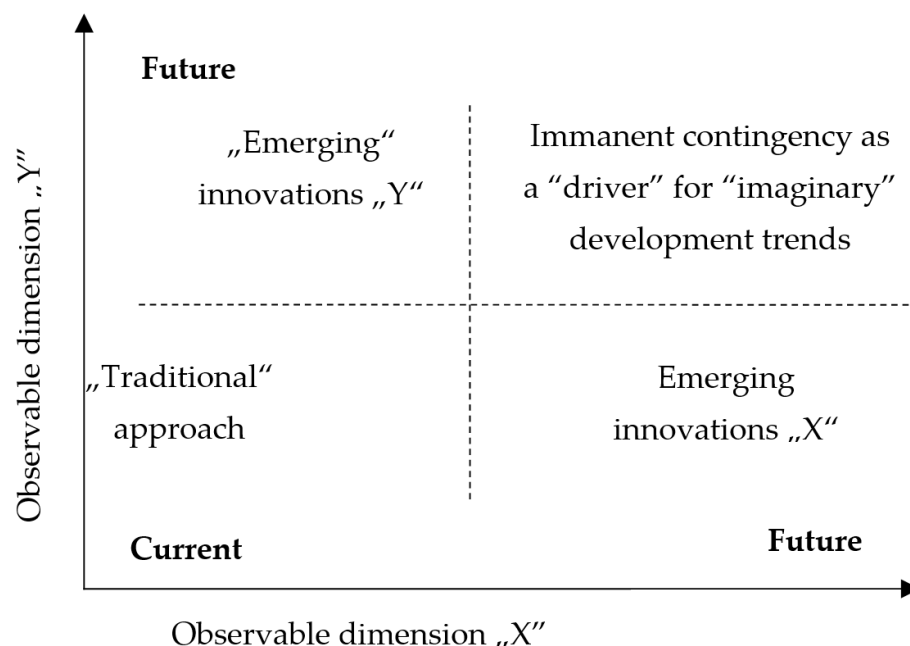 Future
„Emerging“
innovations „Y“
Immanent contingency as
a “driver” for “imaginary”
development trends
Observable dimension „Y”
„Traditional“
approach
Emerging
innovations „X“
Current
Future
Observable dimension „X”